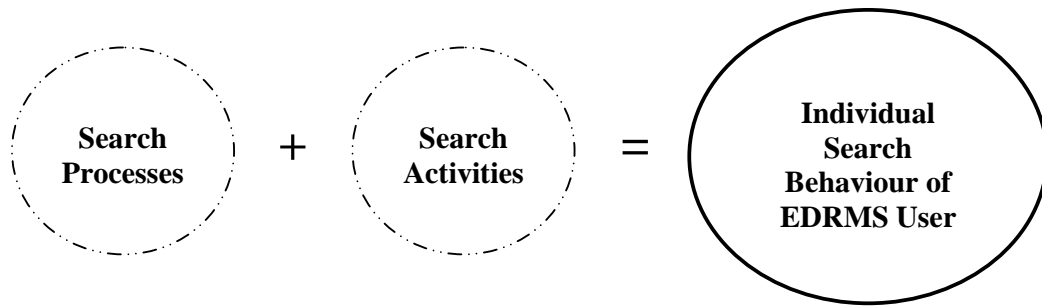 Search
Processes
+
Search
Activities
=
Individual
Search
Behaviour of
EDRMS User